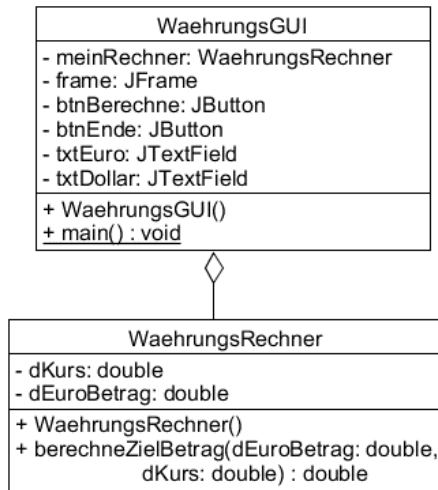 WaehrungsGUI
- meinRechner: WaehrungsRechner
- frame: JFrame
- btnBerechne: JButton
- btnEnde: JButton
- txtEuro: JTextField
- txtDollar: JTextField
+ WaehrungsGUI()
+ main() : void
WaehrungsRechner
- dKurs: double
- dEuroBetrag: double
+ WaehrungsRechner()
+ berechneZielBetrag(dEuroBetrag: double,
dKurs: double) : double